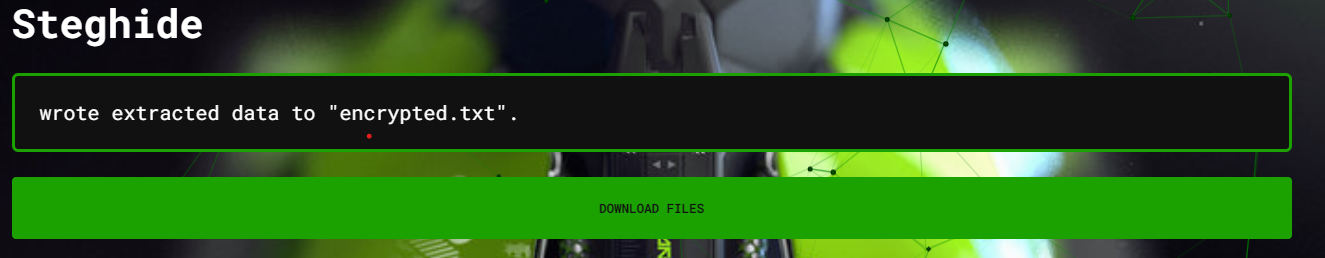 Steghide
wrote extracted data to "encrypted.txt".
DOWNLOAD FILES